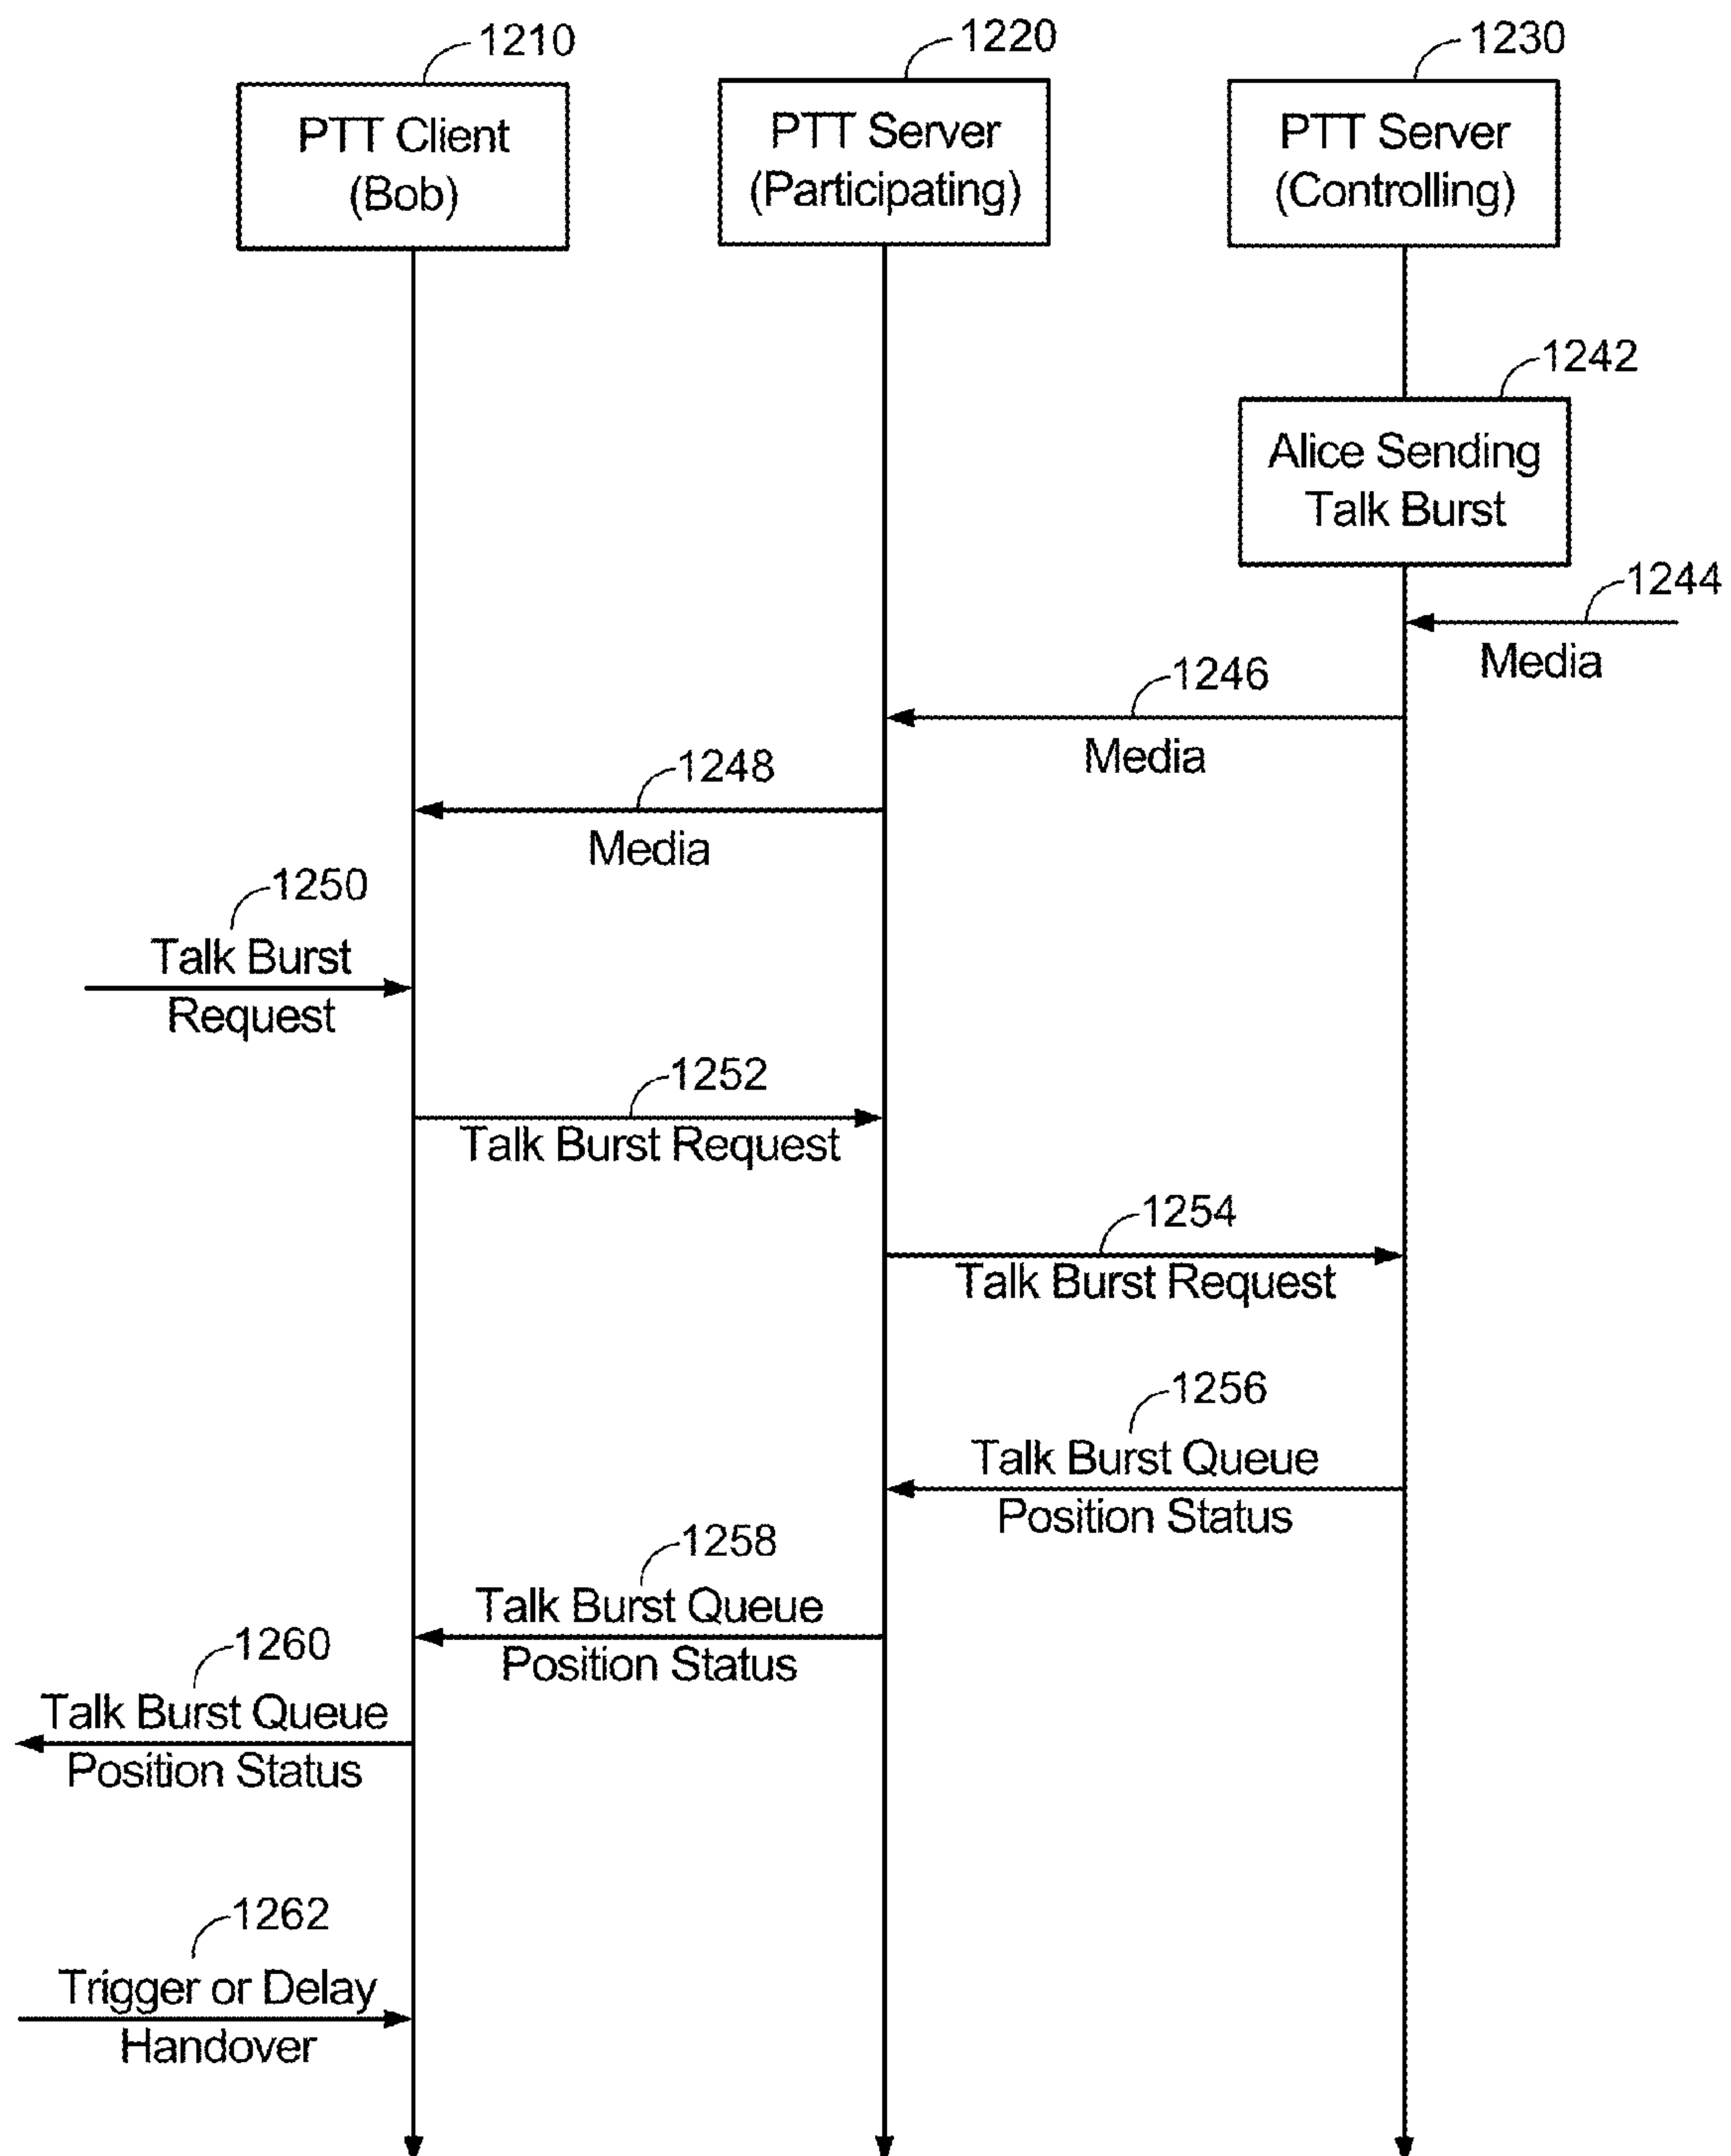 1210
1220
1230
PTT Client
(Bob)
PTT Server
(Participating)
PTT Server
(Controlling)
1242
Alice Sending
Talk Burst
1244
Media
1246
Media
1248
Media
1250
Talk Burst
Request
1252
Talk Burst Request
1254
Talk Burst Request
1256
Talk Burst Queue
Position Status
1258
Talk Burst Queue
Position Status
1260
Talk Burst Queue
Position Status
1262
Trigger or Delay
Handover